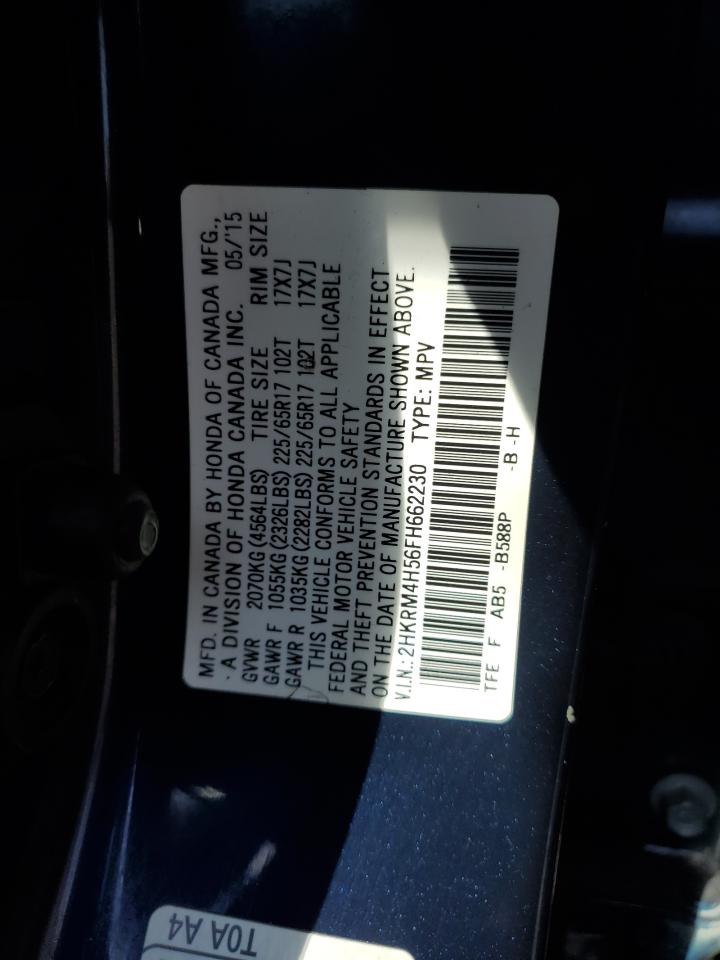 MFD. IN CANADA BY HONDA OF CANADA MFG.,
A DIVISION OF HONDA CANADA INC. 05/'15
GVWR 2070KG (4564LBS) TIRE SIZE RIM SIZE
GAWR F 1055KG (2326LBS) 225/65R17 102T 17X7J
GAWR R 1035KG (2282LBS) 225/65R17 102T 17X7J
THIS VEHICLE CONFORMS TO ALL APPLICABLE
FEDERAL MOTOR VEHICLE SAFETY
AND THEFT PREVENTION STANDARDS IN EFFECT
ON THE DATE OF MANUFACTURE SHOWN ABOVE.
V.I.N.: 2HKRM4H56FH662230 TYPE: MPV
TFE F AB5 -B588P -B -H
T0A A4